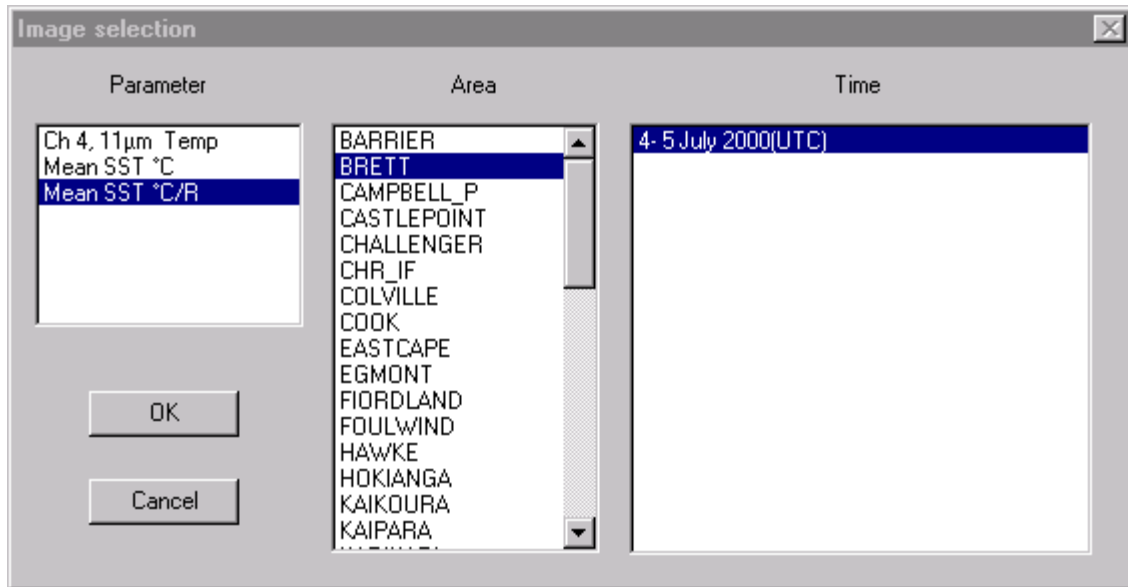 Image selection
Parameter
Area
Time
Ch 4, 11µm Temp
Mean SST °C
Mean SST °C/R
BARRIER
BRETT
CAMPBELL_P
CASTLEPOINT
CHALLENGER
CHR_IF
COLVILLE
COOK
EASTCAPE
EGMONT
FIORDLAND
FOULWIND
HAWKE
HOKIANGA
KAIKOURA
KAIPARA
4- 5 July 2000(UTC)
OK
Cancel